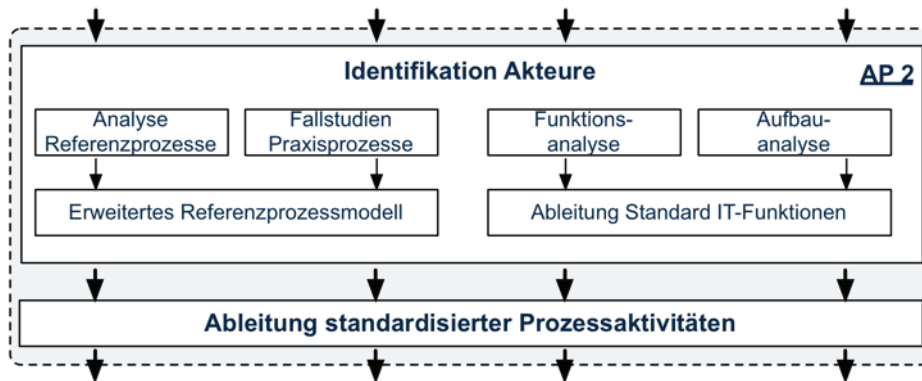 Identifikation Akteure
AP 2
Analyse
Referenzprozesse
Fallstudien
Praxisprozesse
Funktions-
analyse
Aufbau-
analyse
Erweitertes Referenzprozessmodell
Ableitung Standard IT-Funktionen
Ableitung standardisierter Prozessaktivitäten